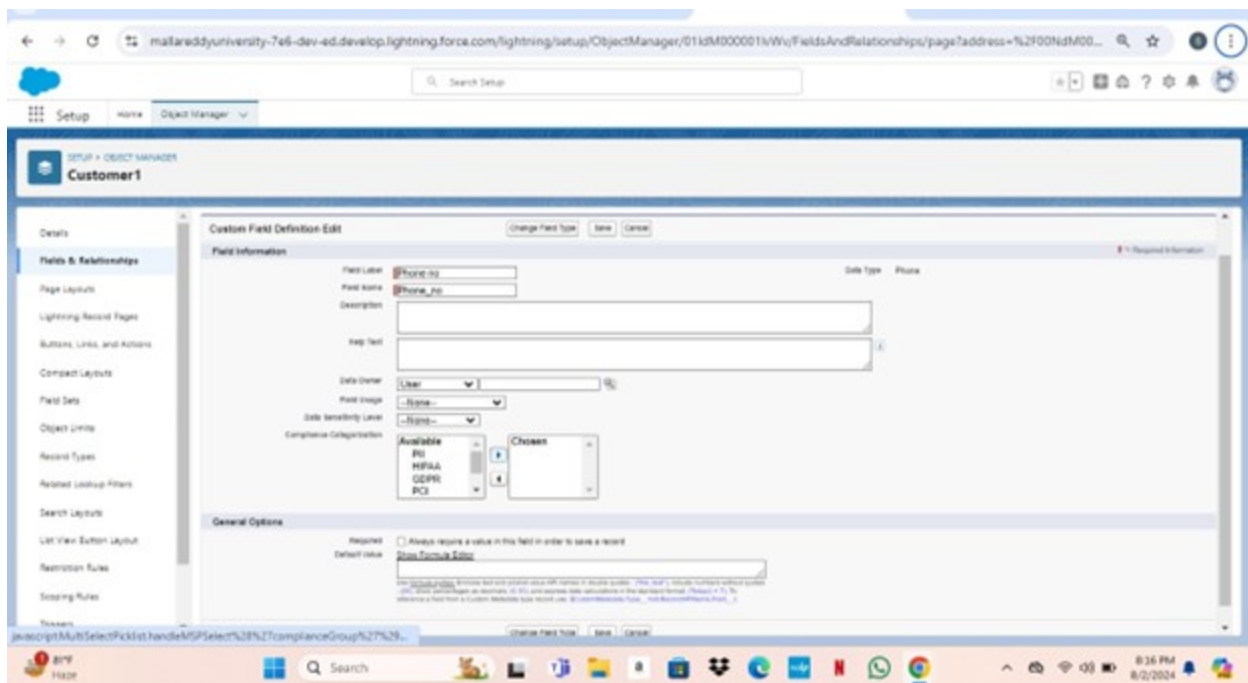 mallareddyuniversity-7e6-dev-ed.develop.lightning.force.com/lightning/setup/ObjectManager/
Search Setup
Setup Home Object Manager
SETUP > OBJECT MANAGER
Customer1
Details
Fields & Relationships
Page Layouts
Lightning Record Pages
Buttons, Links, and Actions
Compact Layouts
Field Sets
Object Limits
Record Types
Related Lookup Filters
Search Layouts
List View Button Layout
Restriction Rules
Scoping Rules
Triggers
Custom Field Definition Edit
Change Field Type Save Cancel
Field Information
= Required Information
Field Label Phone no
Data Type Phone
Field Name Phone_no
Description
Help Text
i
Data Owner User
Field Usage --None--
Data Sensitivity Level --None--
Compliance Categorization
Available Chosen
PII
HIPAA
GDPR
PCI
General Options
Required Always require a value in this field in order to save a record
Default Value Show Formula Editor
Change Field Type Save Cancel
javascript:MultiSelectPicklist.handleMSPSelect%28%27complianceGroup%27%29...
81°F
Haze
Search
8:16 PM
8/2/2024